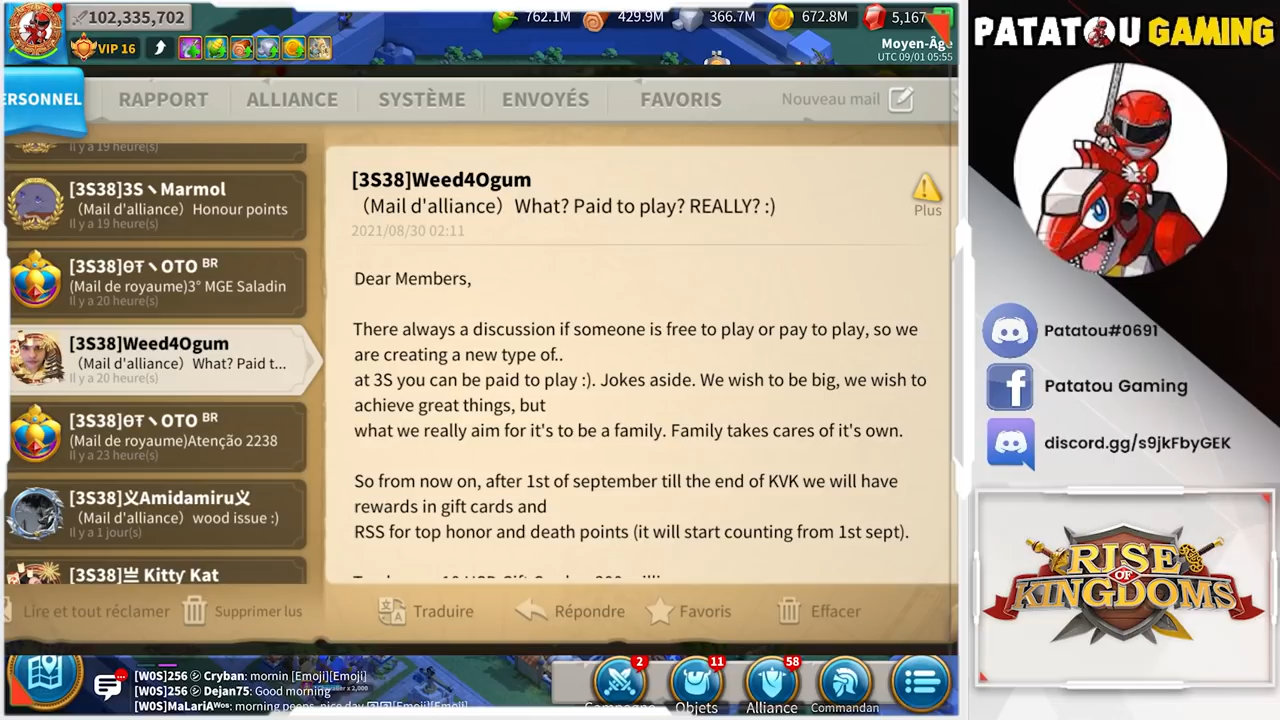 102,335,702
762.1M
429.9M
366.7M
672.8M
5,167
VIP 16
Moyen-Âge
UTC 09/01 05:55
ERSONNEL
RAPPORT
ALLIANCE
SYSTÈME
ENVOYÉS
FAVORIS
Nouveau mail
Il y a 19 heure(s)
[3S38]3S丶Marmol
(Mail d'alliance) Honour points
Il y a 19 heure(s)
[3S38]ϴŦ丶OTO BR
(Mail de royaume)3° MGE Saladin
Il y a 20 heure(s)
[3S38]Weed4Ogum
(Mail d'alliance) What? Paid t...
Il y a 20 heure(s)
[3S38]ϴŦ丶OTO BR
(Mail de royaume)Atenção 2238
Il y a 23 heure(s)
[3S38]义Amidamiru义
(Mail d'alliance) wood issue :)
Il y a 1 jour(s)
[3S38]亗 Kitty Kat
[3S38]Weed4Ogum
(Mail d'alliance) What? Paid to play? REALLY? :)
2021/08/30 02:11
Plus
Dear Members,
There always a discussion if someone is free to play or pay to play, so we
are creating a new type of..
at 3S you can be paid to play :). Jokes aside. We wish to be big, we wish to
achieve great things, but
what we really aim for it's to be a family. Family takes cares of it's own.
So from now on, after 1st of september till the end of KVK we will have
rewards in gift cards and
RSS for top honor and death points (it will start counting from 1st sept).
Lire et tout réclamer
Supprimer lus
Traduire
Répondre
Favoris
Effacer
[W0S]256 Cryban: mornin [Emoji][Emoji]
[W0S]256 Dejan75: Good morning
[W0S]MaLariA
2
11
58
Objets
Alliance
Commandan
PATATOU GAMING
Patatou#0691
Patatou Gaming
discord.gg/s9jkFbyGEK
RISE
OF
KINGDOMS